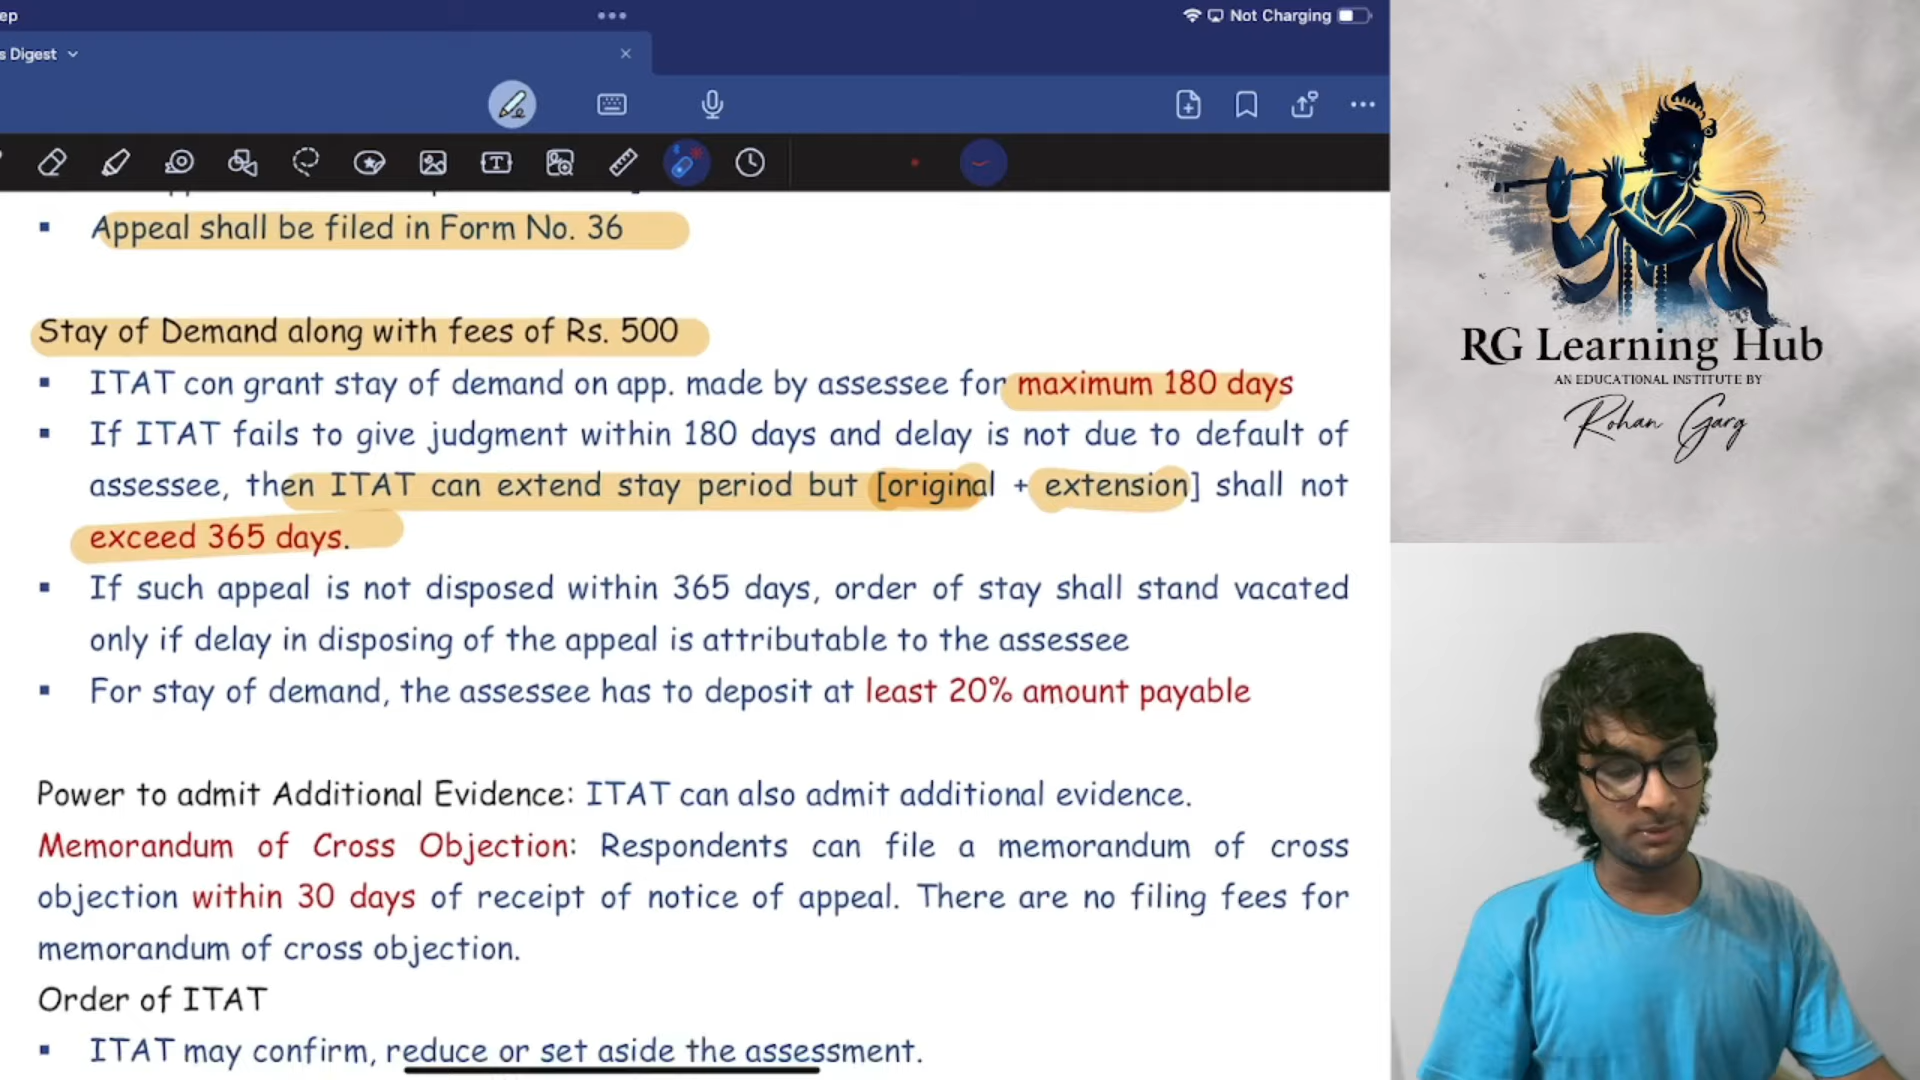 ep
Not Charging
s Digest
Appeal shall be filed in Form No. 36
Stay of Demand along with fees of Rs. 500
ITAT con grant stay of demand on app. made by assessee for maximum 180 days
If ITAT fails to give judgment within 180 days and delay is not due to default of
assessee, then ITAT can extend stay period but [original + extension] shall not
exceed 365 days.
If such appeal is not disposed within 365 days, order of stay shall stand vacated
only if delay in disposing of the appeal is attributable to the assessee
For stay of demand, the assessee has to deposit at least 20% amount payable
Power to admit Additional Evidence: ITAT can also admit additional evidence.
Memorandum of Cross Objection: Respondents can file a memorandum of cross
objection within 30 days of receipt of notice of appeal. There are no filing fees for
memorandum of cross objection.
Order of ITAT
ITAT may confirm, reduce or set aside the assessment.
RG Learning Hub
AN EDUCATIONAL INSTITUTE BY
Rohan Garg